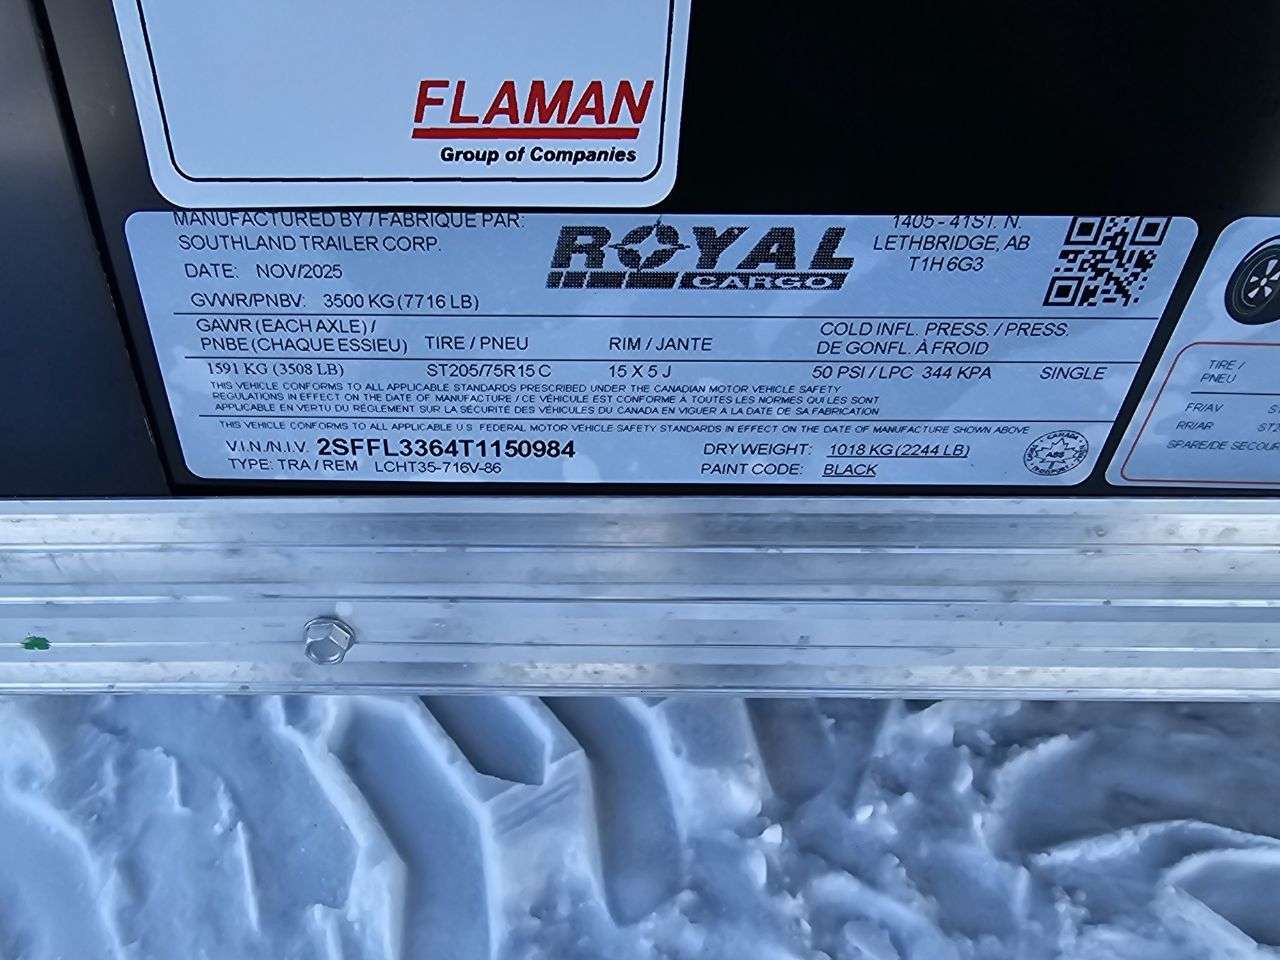 FLAMAN
Group of Companies
MANUFACTURED BY / FABRIQUE PAR:
SOUTHLAND TRAILER CORP.
DATE: NOV/2025
GVWR/PNBV: 3500 KG (7716 LB)
ROYAL
CARGO
1405 - 41ST. N.
LETHBRIDGE, AB
T1H 6G3
GAWR (EACH AXLE) /
PNBE (CHAQUE ESSIEU)
TIRE / PNEU
RIM / JANTE
COLD INFL. PRESS. / PRESS.
DE GONFL. À FROID
1591 KG (3508 LB) ST205/75R15 C 15 X 5 J 50 PSI / LPC 344 KPA SINGLE
THIS VEHICLE CONFORMS TO ALL APPLICABLE STANDARDS PRESCRIBED UNDER THE CANADIAN MOTOR VEHICLE SAFETY
REGULATIONS IN EFFECT ON THE DATE OF MANUFACTURE / CE VÉHICULE EST CONFORME À TOUTES LES NORMES QUI LES SONT
APPLICABLE EN VERTU DU RÉGLEMENT SUR LA SÉCURITÉ DES VÉHICULES DU CANADA EN VIGUER À LA DATE DE SA FABRICATION
THIS VEHICLE CONFORMS TO ALL APPLICABLE U.S. FEDERAL MOTOR VEHICLE SAFETY STANDARDS IN EFFECT ON THE DATE OF MANUFACTURE SHOWN ABOVE
V.I.N./N.I.V. 2SFFL3364T1150984
TYPE: TRA / REM LCHT35-716V-86
DRY WEIGHT: 1018 KG (2244 LB)
PAINT CODE: BLACK
CANADA
TRANSPORT
TIRE /
PNEU
FR/AV
RR/AR
SPARE/DE SECOUR